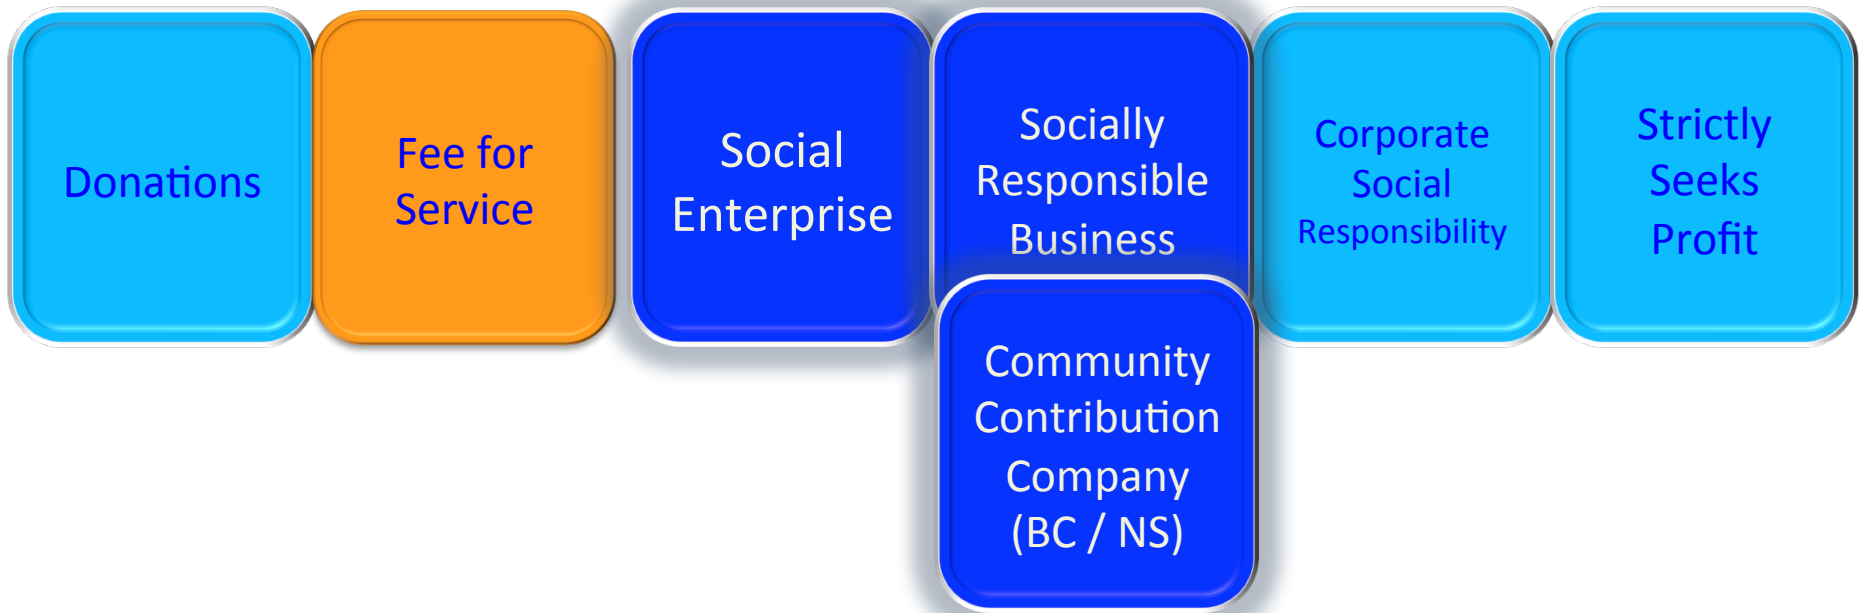 Donations
Fee for
Service
Social
Enterprise
Socially
Responsible
Business
Corporate
Social
Responsibility
Strictly
Seeks
Profit
Community
Contribution
Company
(BC / NS)